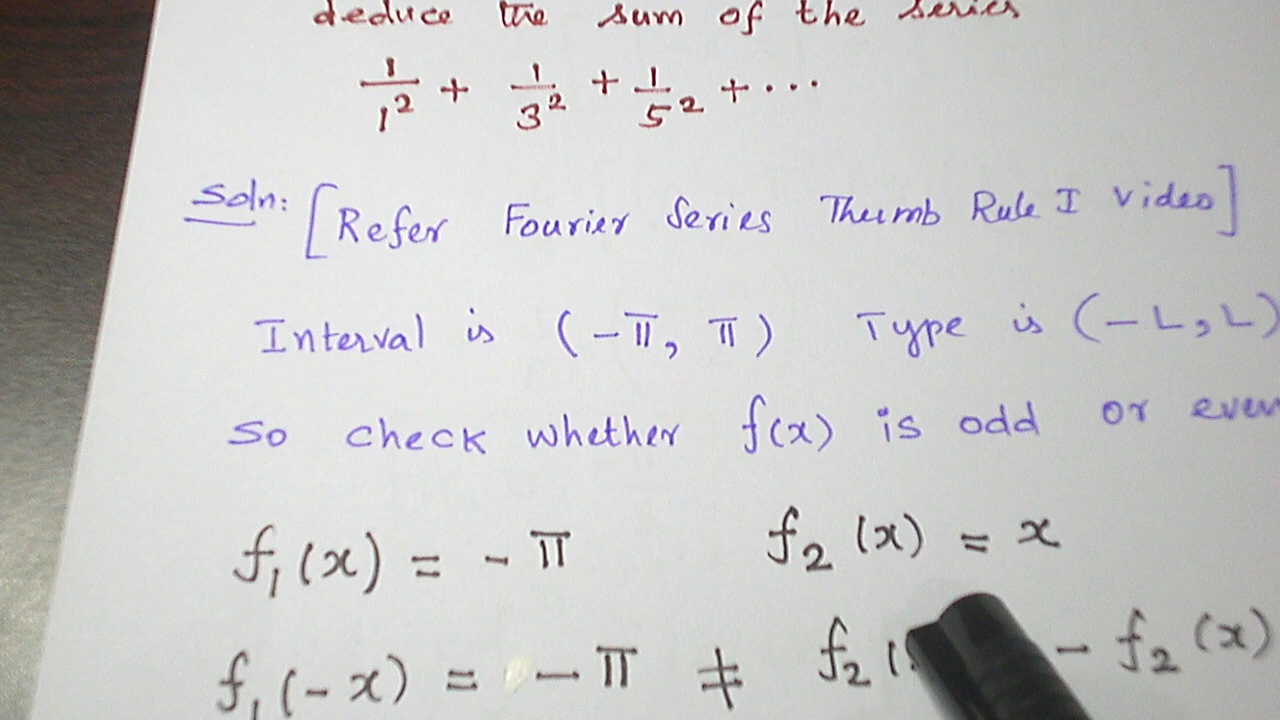 deduce the sum of the series
1/1² + 1/3² + 1/5² + ...
Soln: [Refer Fourier Series Thumb Rule I Video]
Interval is (-π, π) Type is (-L, L)
So check whether f(x) is odd or even
f₁(x) = -π f₂(x) = x
f₁(-x) = -π ≠ f₂( - f₂(x)